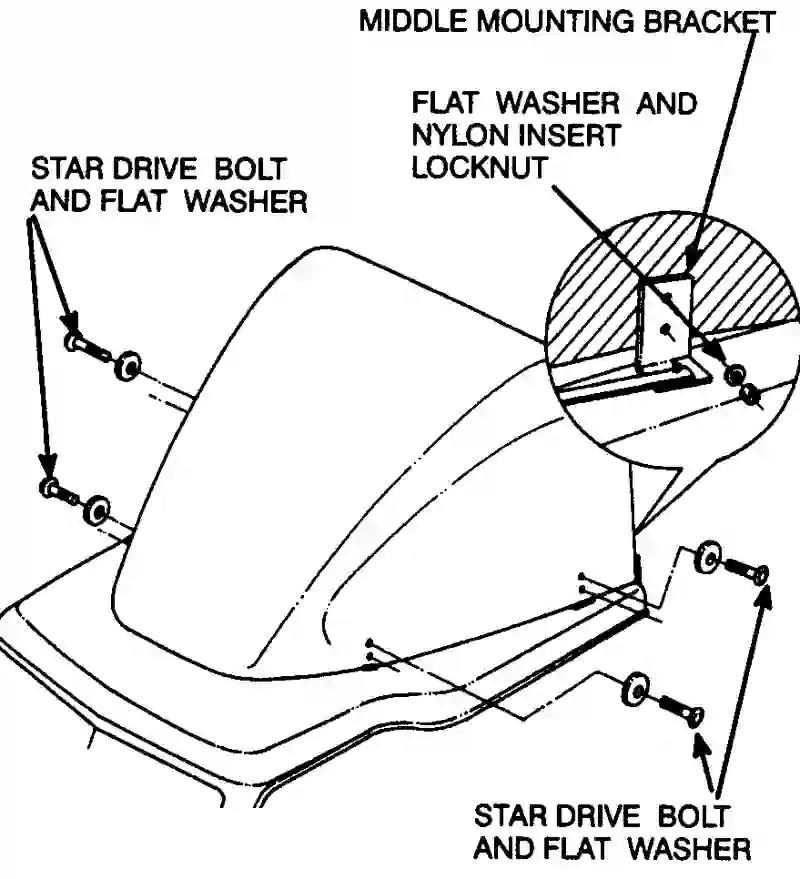 MIDDLE MOUNTING BRACKET
FLAT WASHER AND
NYLON INSERT
LOCKNUT
STAR DRIVE BOLT
AND FLAT WASHER
STAR DRIVE BOLT
AND FLAT WASHER